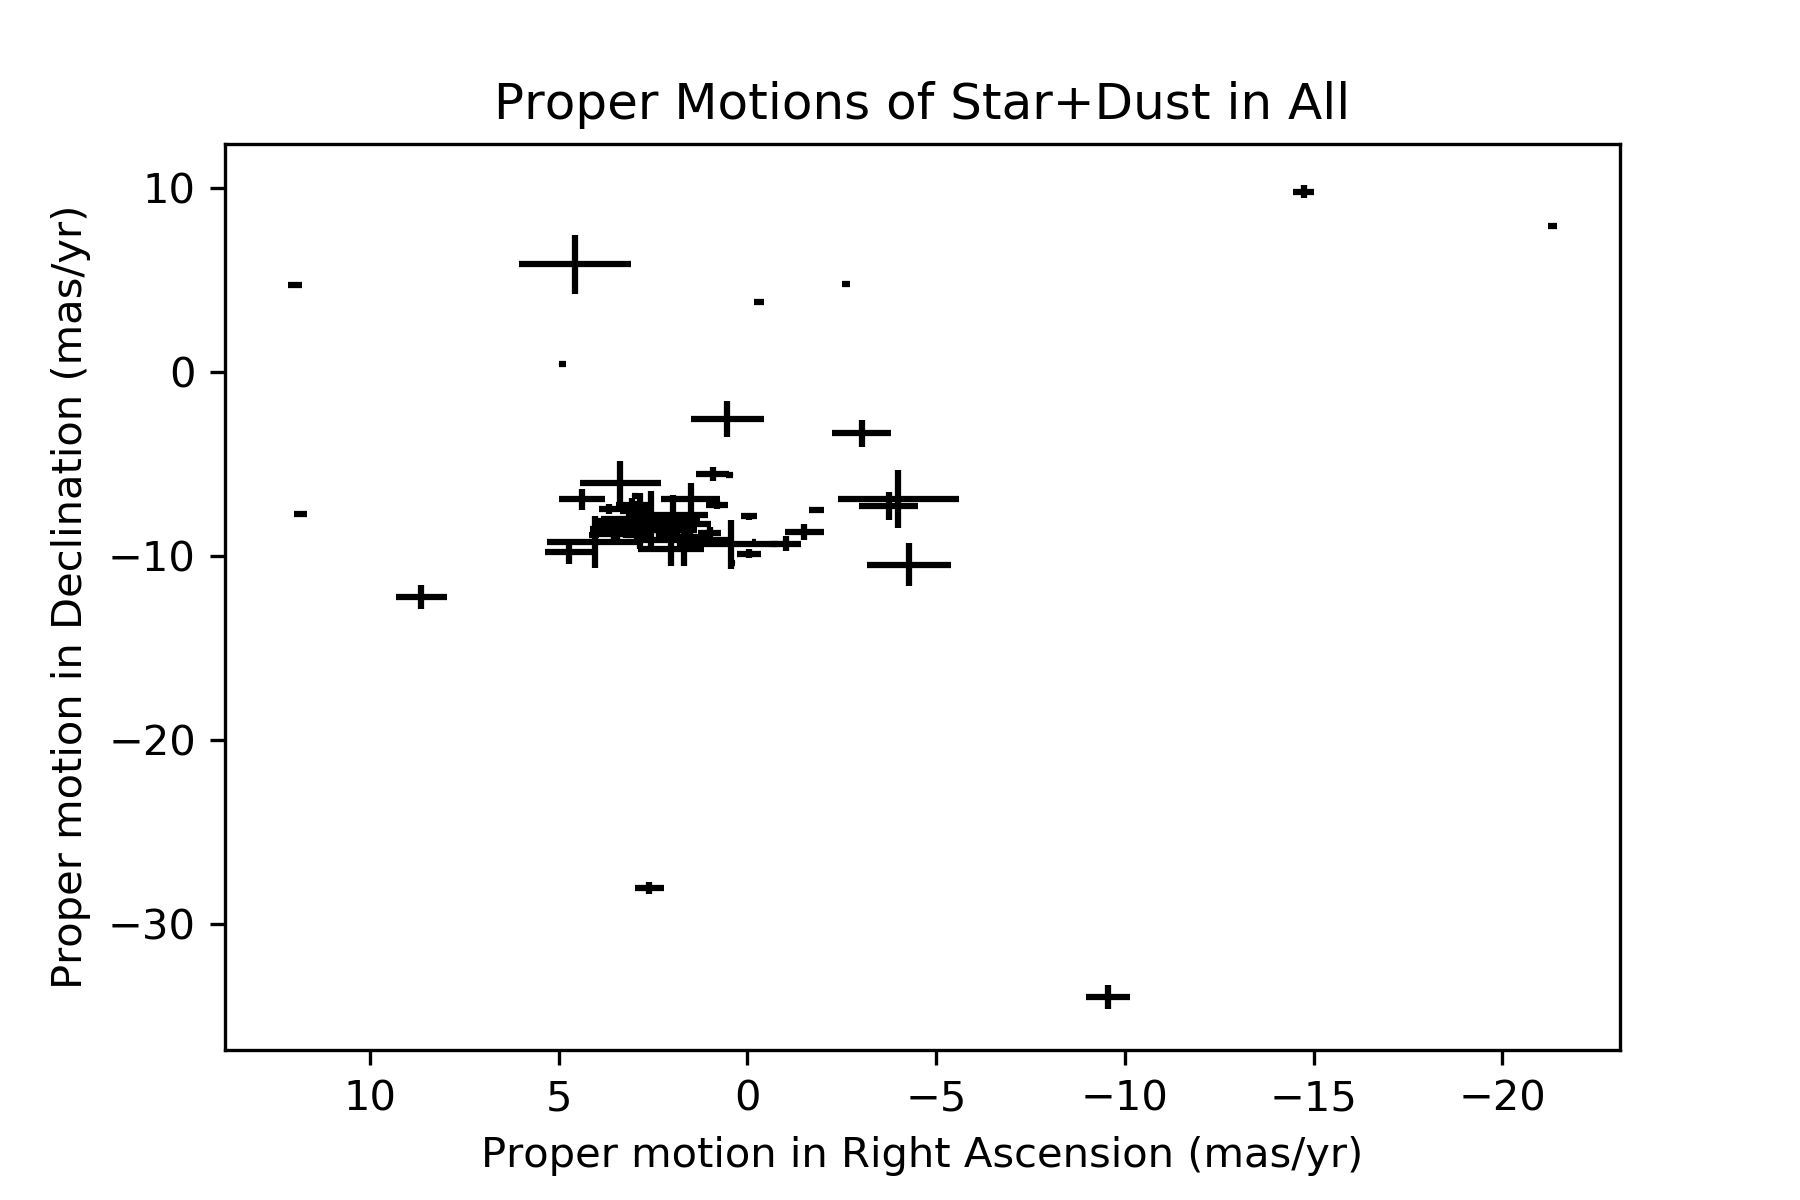 Proper Motions of Star+Dust in All
Proper motion in Declination (mas/yr)
10
0
−10
−20
−30
10 5 0 −5 −10 −15 −20
Proper motion in Right Ascension (mas/yr)